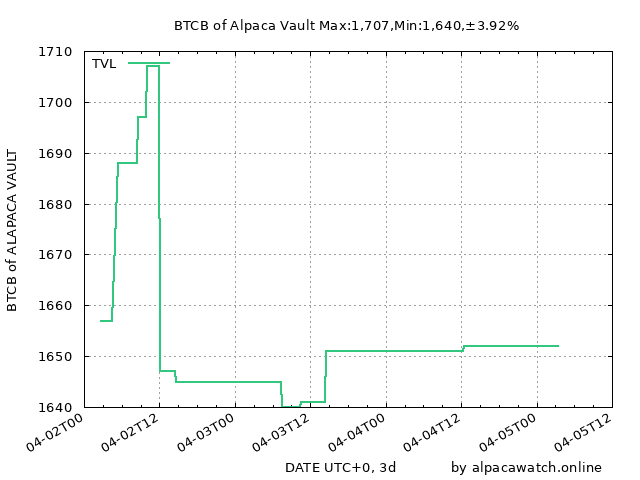 BTCB of Alpaca Vault Max:1,707,Min:1,640,±3.92%
TVL
BTCB of ALAPACA VAULT
1710
1700
1690
1680
1670
1660
1650
1640
04-02T00
04-02T12
04-03T00
04-03T12
04-04T00
04-04T12
04-05T00
04-05T12
DATE UTC+0, 3d
by alpacawatch.online